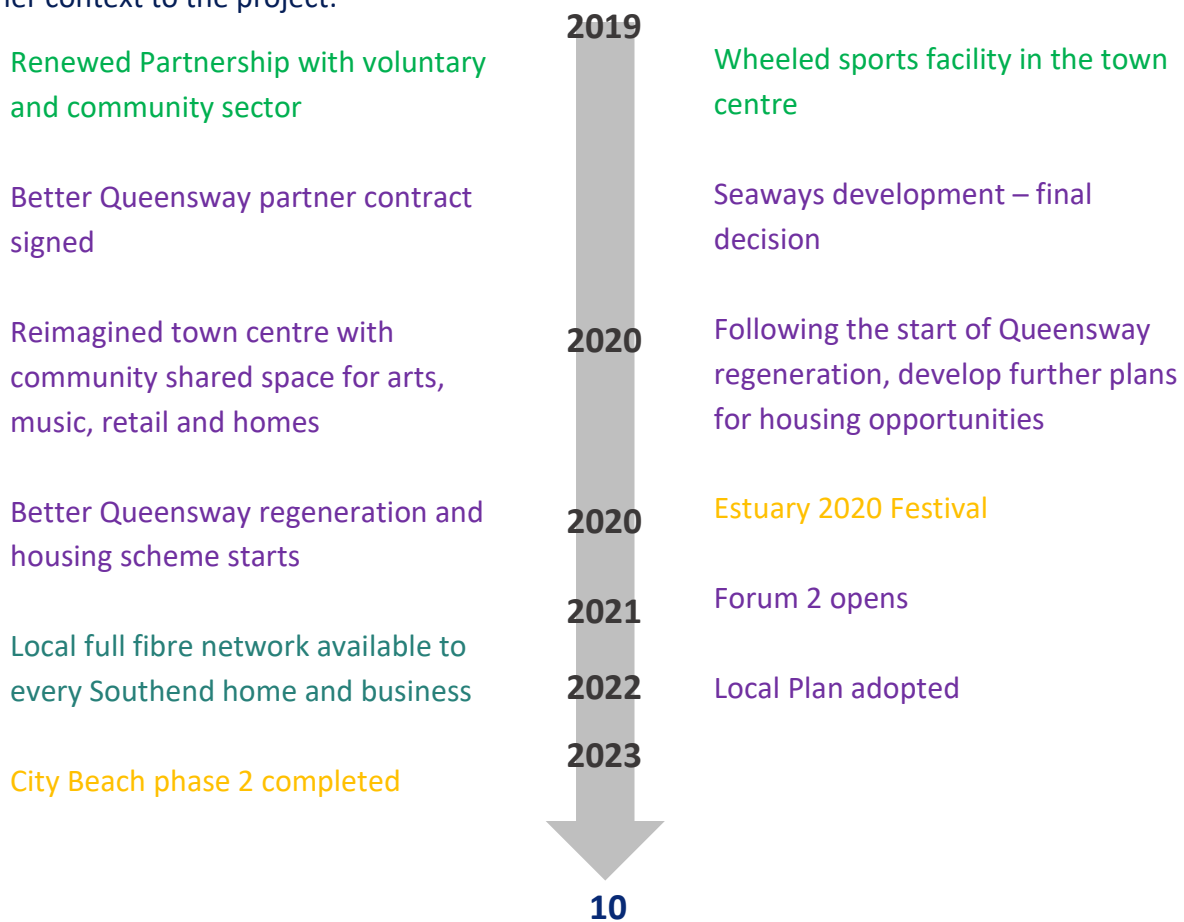 context to the project:
2019
Renewed Partnership with voluntary
and community sector
Wheeled sports facility in the town
centre
Better Queensway partner contract
signed
Seaways development – final
decision
Reimagined town centre with
community shared space for arts,
music, retail and homes
2020
Following the start of Queensway
regeneration, develop further plans
for housing opportunities
Better Queensway regeneration and
housing scheme starts
2020
Estuary 2020 Festival
2021
Forum 2 opens
Local full fibre network available to
every Southend home and business
2022
Local Plan adopted
2023
City Beach phase 2 completed
10